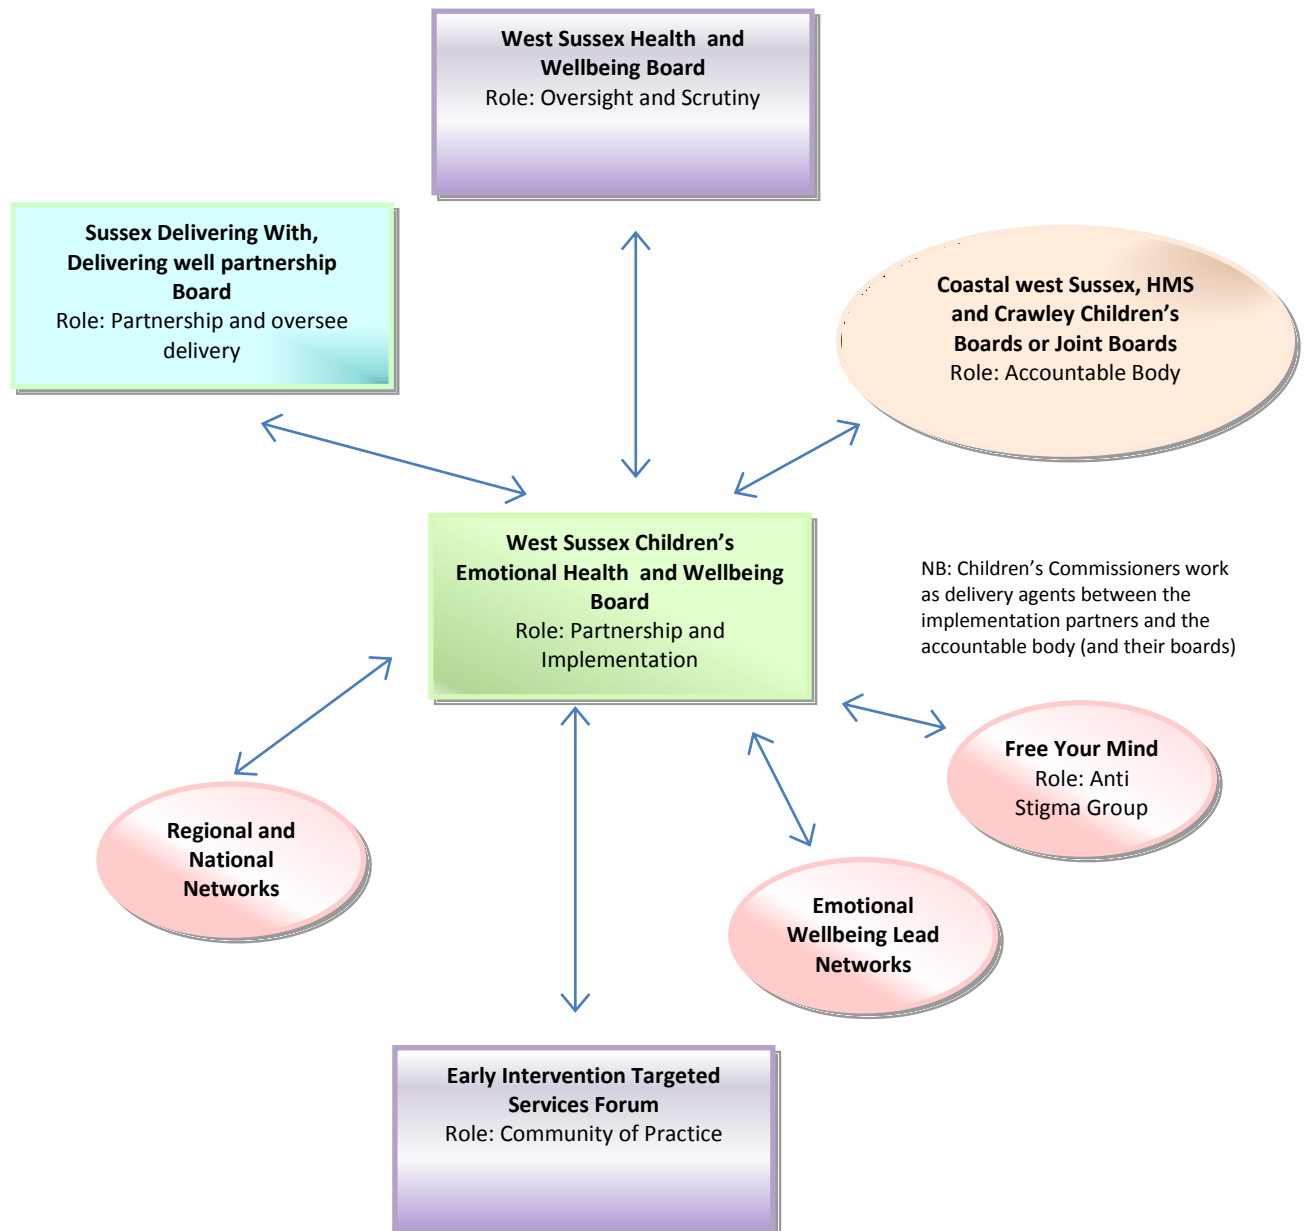 West Sussex Health and
Wellbeing Board
Role: Oversight and Scrutiny
Sussex Delivering With,
Delivering well partnership
Board
Role: Partnership and oversee
delivery
Coastal west Sussex, HMS
and Crawley Children’s
Boards or Joint Boards
Role: Accountable Body
West Sussex Children’s
Emotional Health and Wellbeing
Board
Role: Partnership and
Implementation
NB: Children’s Commissioners work
as delivery agents between the
implementation partners and the
accountable body (and their boards)
Free Your Mind
Role: Anti
Stigma Group
Regional and
National
Networks
Emotional
Wellbeing Lead
Networks
Early Intervention Targeted
Services Forum
Role: Community of Practice